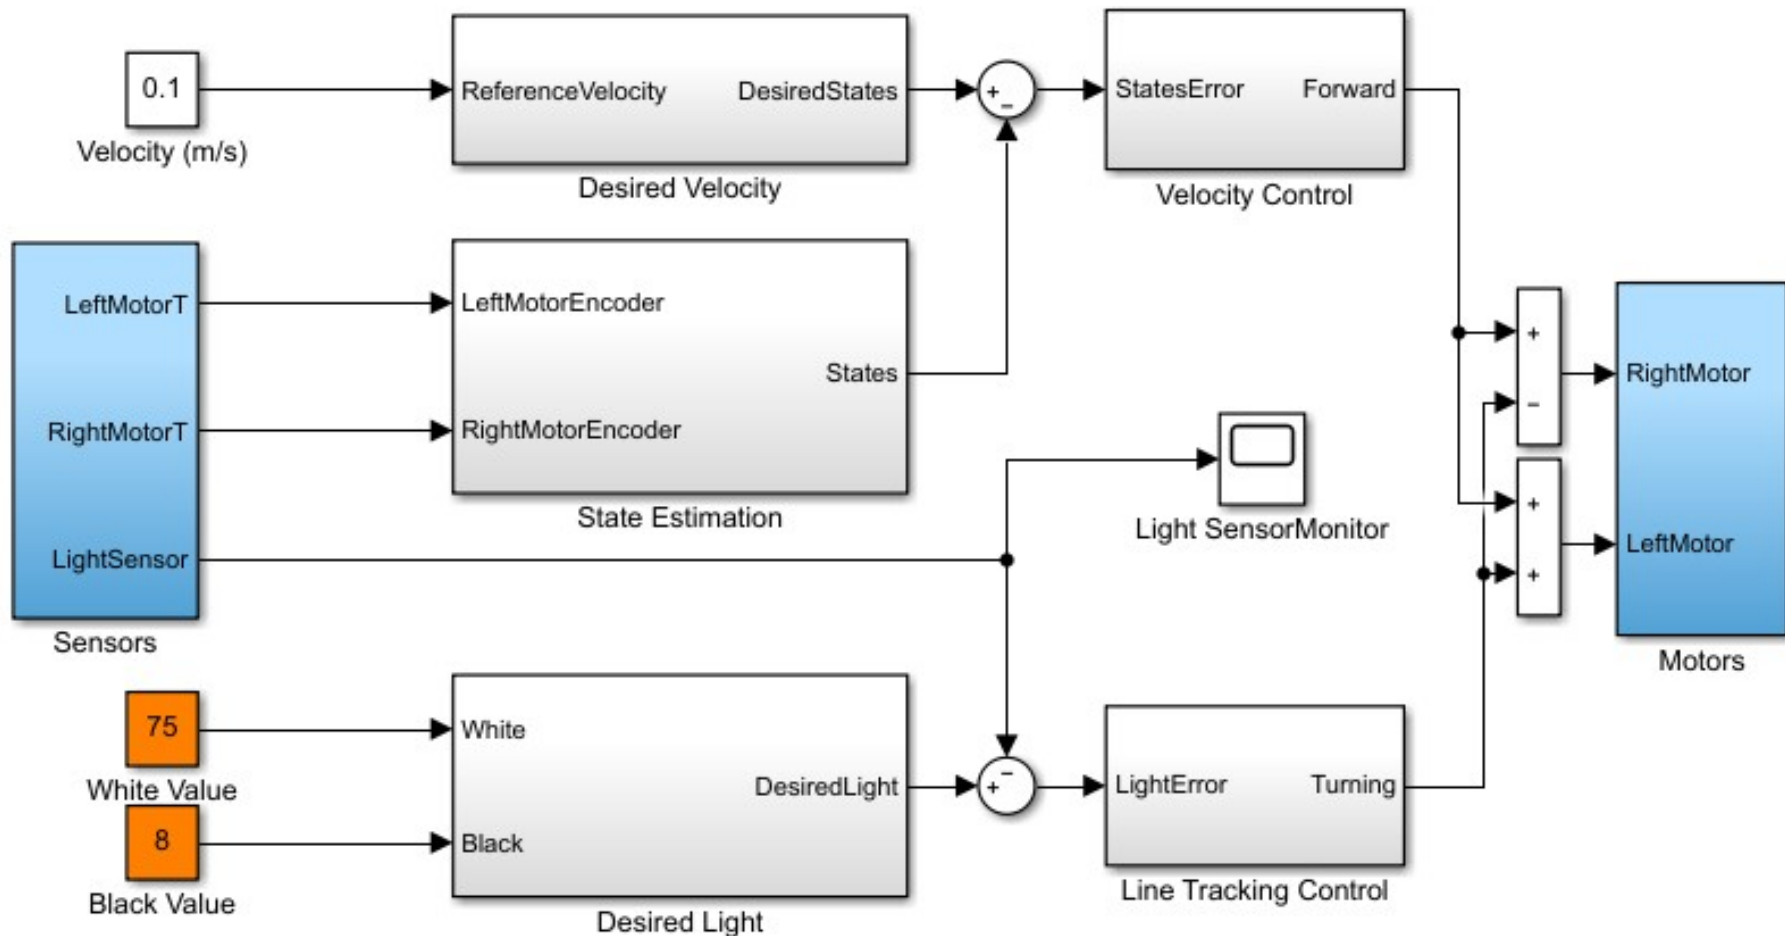 0.1
Velocity (m/s)
ReferenceVelocity
DesiredStates
Desired Velocity
+
−
StatesError
Forward
Velocity Control
LeftMotorT
RightMotorT
LightSensor
Sensors
LeftMotorEncoder
RightMotorEncoder
States
State Estimation
Light SensorMonitor
+
−
+
+
RightMotor
LeftMotor
Motors
75
White Value
8
Black Value
White
Black
DesiredLight
Desired Light
−
+
LightError
Turning
Line Tracking Control